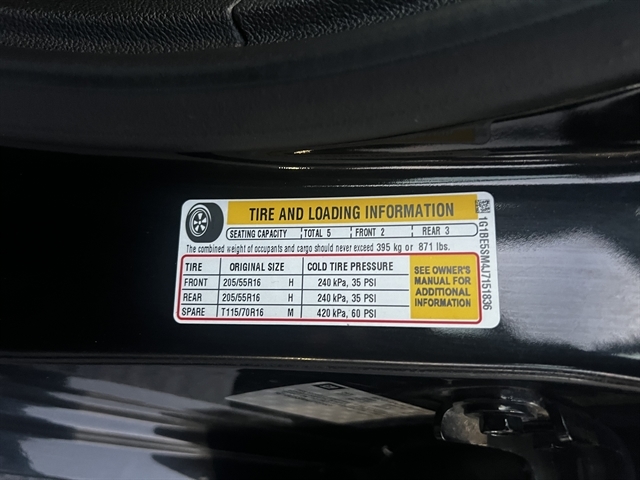 TIRE AND LOADING INFORMATION
SEATING CAPACITY TOTAL 5 FRONT 2 REAR 3
The combined weight of occupants and cargo should never exceed 395 kg or 871 lbs.
TIRE ORIGINAL SIZE COLD TIRE PRESSURE
FRONT 205/55R16 H 240 kPa, 35 PSI
REAR 205/55R16 H 240 kPa, 35 PSI
SPARE T115/70R16 M 420 kPa, 60 PSI
SEE OWNER'S
MANUAL FOR
ADDITIONAL
INFORMATION
1G1BE5SM4J7151836